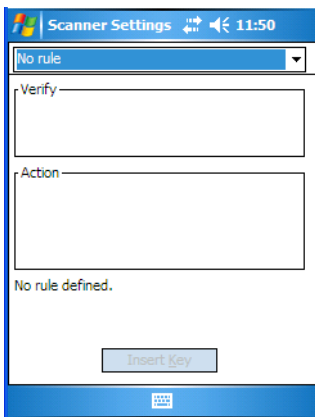 Scanner Settings 11:50
No rule
Verify
Action
No rule defined.
Insert Key